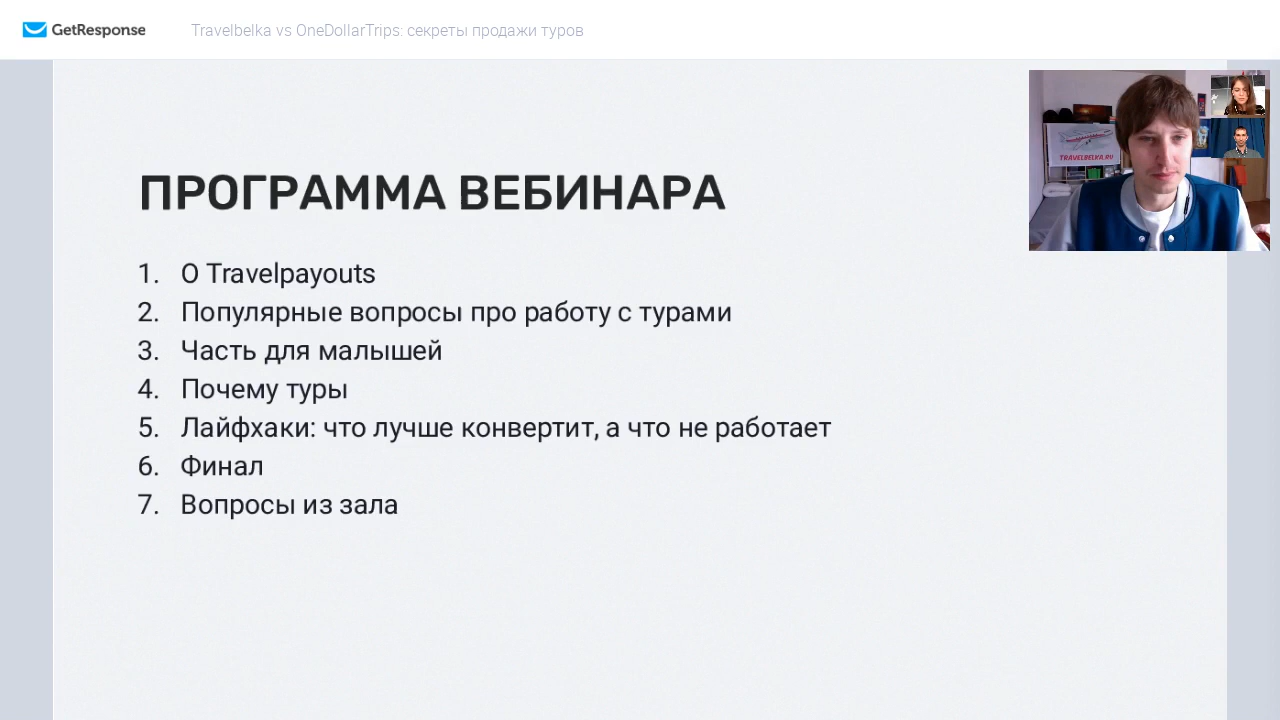 GetResponse
Travelbelka vs OneDollarTrips: секреты продажи туров
TRAVELBELKA.RU
ПРОГРАММА ВЕБИНАРА
1. О Travelpayouts
2. Популярные вопросы про работу с турами
3. Часть для малышей
4. Почему туры
5. Лайфхаки: что лучше конвертит, а что не работает
6. Финал
7. Вопросы из зала